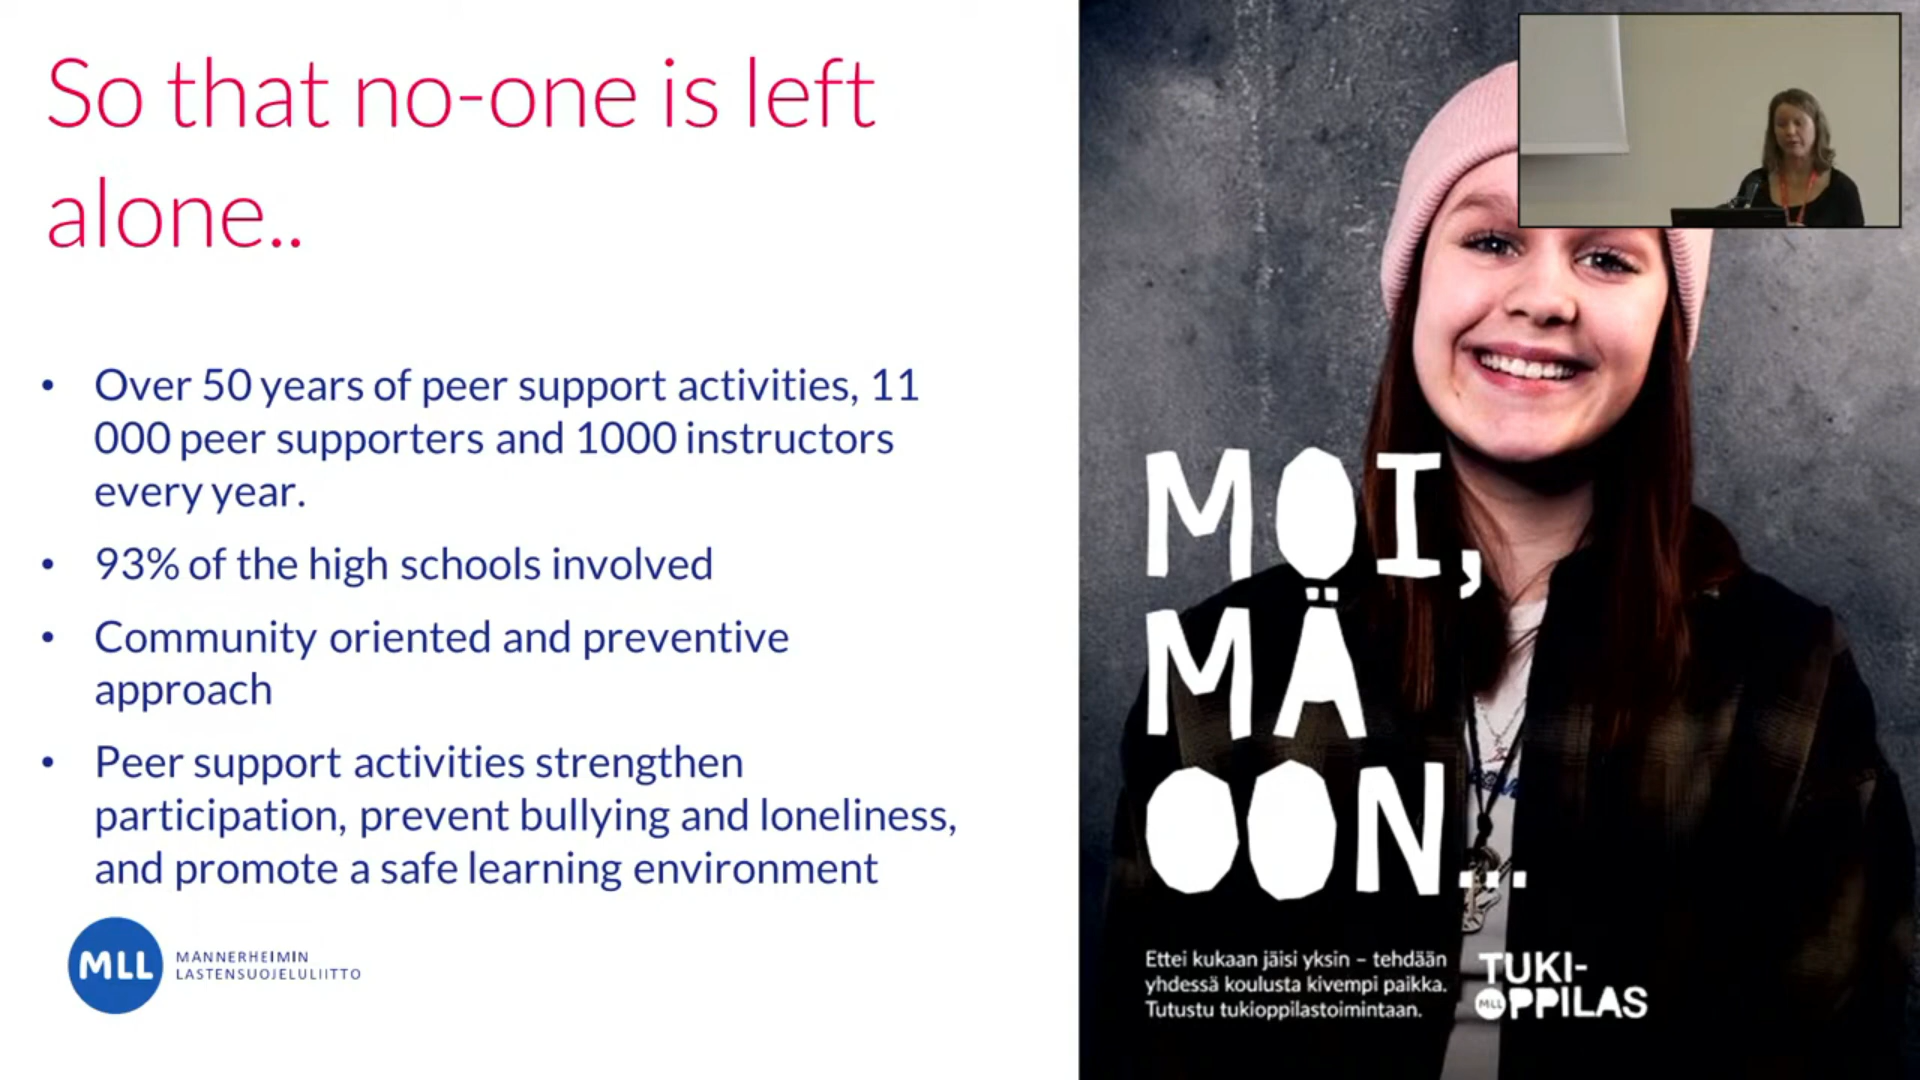 So that no-one is left
alone..
• Over 50 years of peer support activities, 11
000 peer supporters and 1000 instructors
every year.
• 93% of the high schools involved
• Community oriented and preventive
approach
• Peer support activities strengthen
participation, prevent bullying and loneliness,
and promote a safe learning environment
MLL
MANNERHEIMIN
LASTENSUOJELULIITTO
MOI,
MÄ
OON...
Ettei kukaan jäisi yksin – tehdään
yhdessä koulusta kivempi paikka.
Tutustu tukioppilastoimintaan.
TUKI-
OPPILAS
MLL